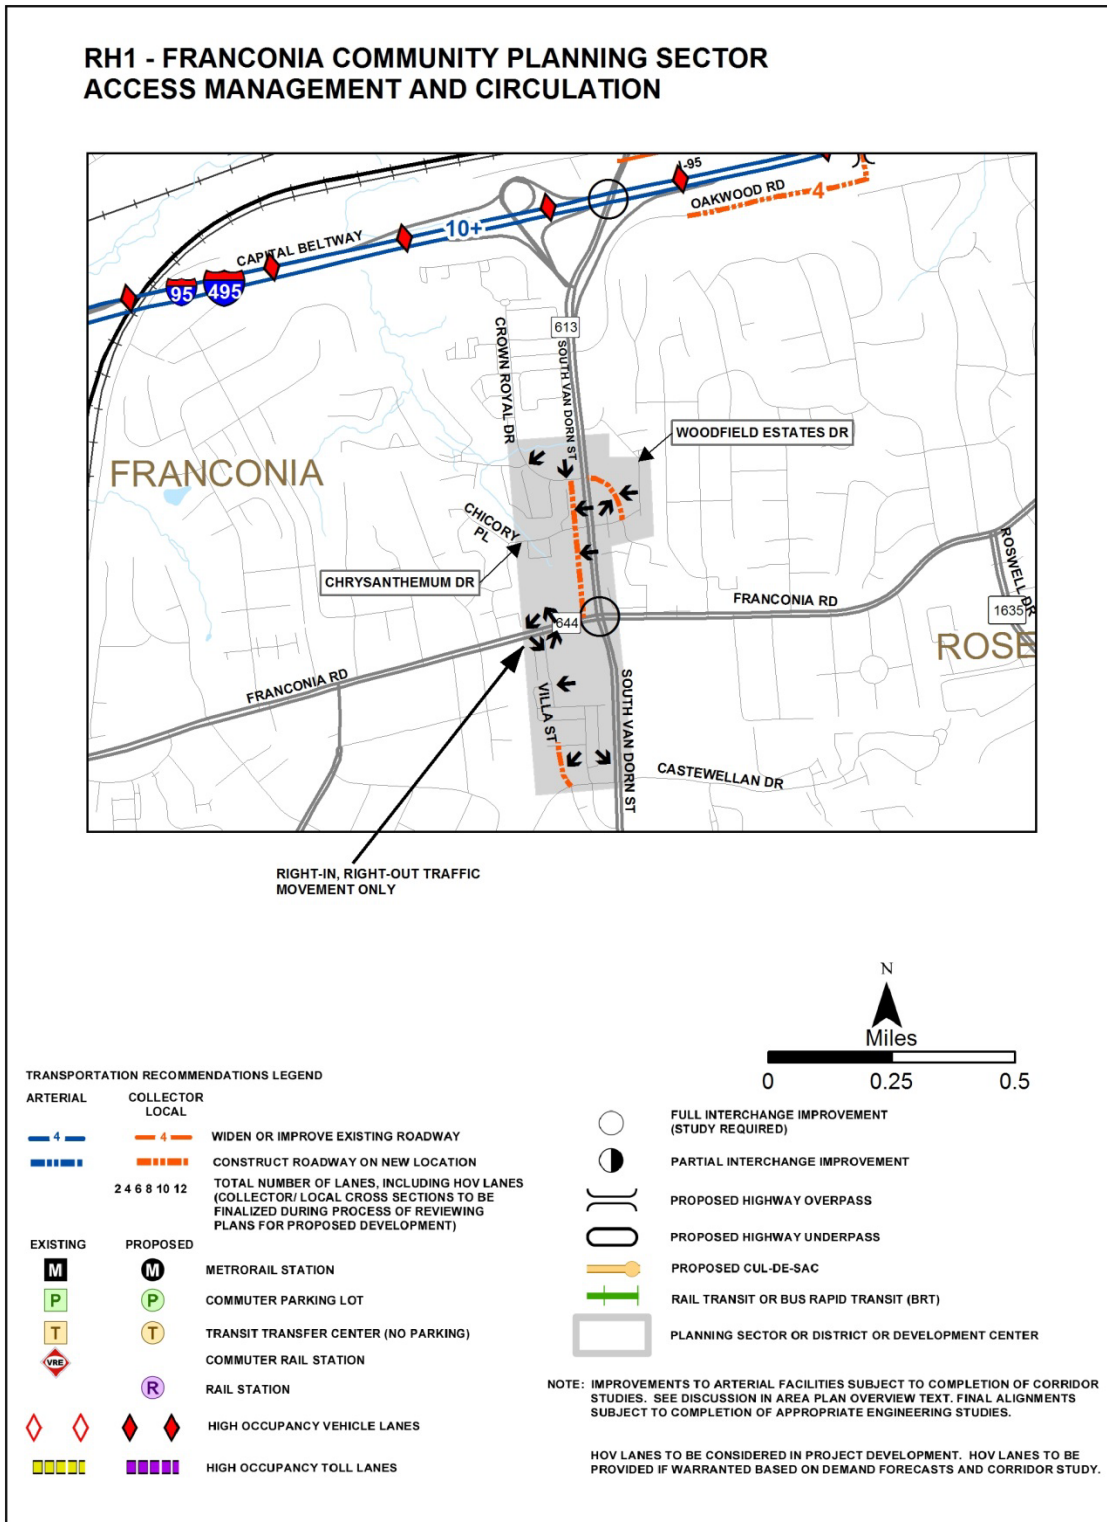 RH1 - FRANCONIA COMMUNITY PLANNING SECTOR
ACCESS MANAGEMENT AND CIRCULATION
I-95
OAKWOOD RD
4
10+
CAPITAL BELTWAY
95
495
613
CROWN ROYAL DR
SOUTH VAN DORN ST
WOODFIELD ESTATES DR
FRANCONIA
CHICORY
PL
CHRYSANTHEMUM DR
ROSWELL DR
FRANCONIA RD
1635
644
ROSE
FRANCONIA RD
VILLA ST
SOUTH VAN DORN ST
CASTEWELLAN DR
RIGHT-IN, RIGHT-OUT TRAFFIC
MOVEMENT ONLY
N
Miles
0 0.25 0.5
TRANSPORTATION RECOMMENDATIONS LEGEND
ARTERIAL COLLECTOR
LOCAL
4 4 WIDEN OR IMPROVE EXISTING ROADWAY
CONSTRUCT ROADWAY ON NEW LOCATION
2 4 6 8 10 12 TOTAL NUMBER OF LANES, INCLUDING HOV LANES
(COLLECTOR/ LOCAL CROSS SECTIONS TO BE
FINALIZED DURING PROCESS OF REVIEWING
PLANS FOR PROPOSED DEVELOPMENT)
EXISTING PROPOSED
M M METRORAIL STATION
P P COMMUTER PARKING LOT
T T TRANSIT TRANSFER CENTER (NO PARKING)
VRE COMMUTER RAIL STATION
R RAIL STATION
HIGH OCCUPANCY VEHICLE LANES
HIGH OCCUPANCY TOLL LANES
FULL INTERCHANGE IMPROVEMENT
(STUDY REQUIRED)
PARTIAL INTERCHANGE IMPROVEMENT
PROPOSED HIGHWAY OVERPASS
PROPOSED HIGHWAY UNDERPASS
PROPOSED CUL-DE-SAC
RAIL TRANSIT OR BUS RAPID TRANSIT (BRT)
PLANNING SECTOR OR DISTRICT OR DEVELOPMENT CENTER
NOTE: IMPROVEMENTS TO ARTERIAL FACILITIES SUBJECT TO COMPLETION OF CORRIDOR
STUDIES. SEE DISCUSSION IN AREA PLAN OVERVIEW TEXT. FINAL ALIGNMENTS
SUBJECT TO COMPLETION OF APPROPRIATE ENGINEERING STUDIES.
HOV LANES TO BE CONSIDERED IN PROJECT DEVELOPMENT. HOV LANES TO BE
PROVIDED IF WARRANTED BASED ON DEMAND FORECASTS AND CORRIDOR STUDY.